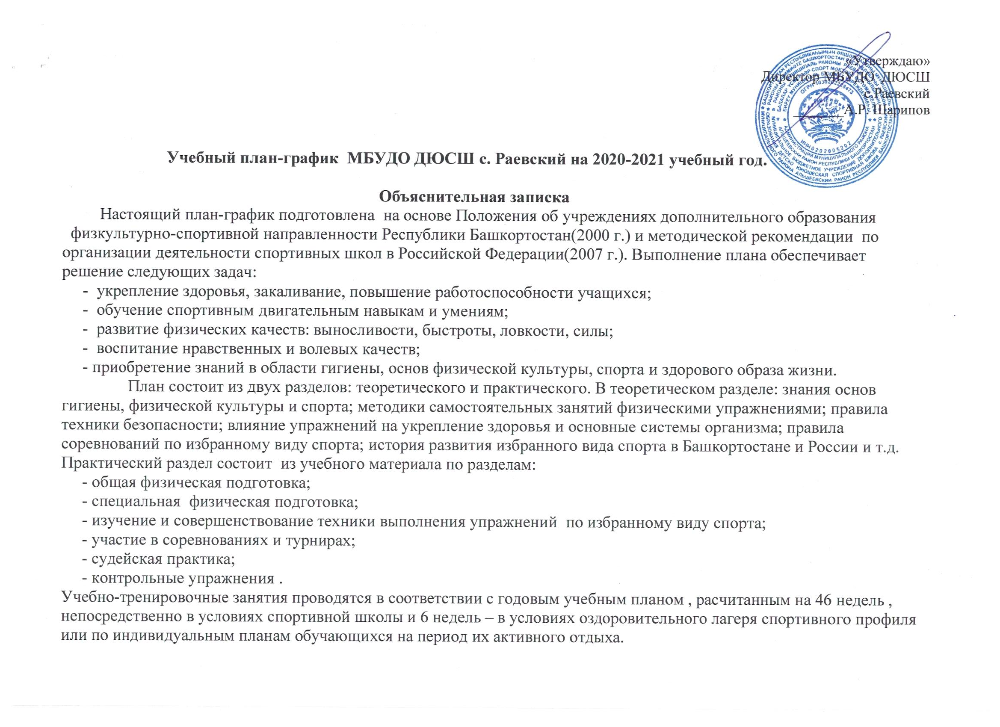 «Утверждаю»
Директор МБУДО ДЮСШ
с.Раевский
________А.Р. Шарипов
ОГРН 1030202228473
ИНН 0202005202
Учебный план-график  МБУДО ДЮСШ с. Раевский на 2020-2021 учебный год.
Объяснительная записка
Настоящий план-график подготовлена  на основе Положения об учреждениях дополнительного образования
физкультурно-спортивной направленности Республики Башкортостан(2000 г.) и методической рекомендации  по
организации деятельности спортивных школ в Российской Федерации(2007 г.). Выполнение плана обеспечивает
решение следующих задач:
-  укрепление здоровья, закаливание, повышение работоспособности учащихся;
-  обучение спортивным двигательным навыкам и умениям;
-  развитие физических качеств: выносливости, быстроты, ловкости, силы;
-  воспитание нравственных и волевых качеств;
- приобретение знаний в области гигиены, основ физической культуры, спорта и здорового образа жизни.
План состоит из двух разделов: теоретического и практического. В теоретическом разделе: знания основ
гигиены, физической культуры и спорта; методики самостоятельных занятий физическими упражнениями; правила
техники безопасности; влияние упражнений на укрепление здоровья и основные системы организма; правила
соревнований по избранному виду спорта; история развития избранного вида спорта в Башкортостане и России и т.д.
Практический раздел состоит  из учебного материала по разделам:
- общая физическая подготовка;
- специальная  физическая подготовка;
- изучение и совершенствование техники выполнения упражнений  по избранному виду спорта;
- участие в соревнованиях и турнирах;
- судейская практика;
- контрольные упражнения .
Учебно-тренировочные занятия проводятся в соответствии с годовым учебным планом , расчитанным на 46 недель ,
непосредственно в условиях спортивной школы и 6 недель – в условиях оздоровительного лагеря спортивного профиля
или по индивидуальным планам обучающихся на период их активного отдыха.